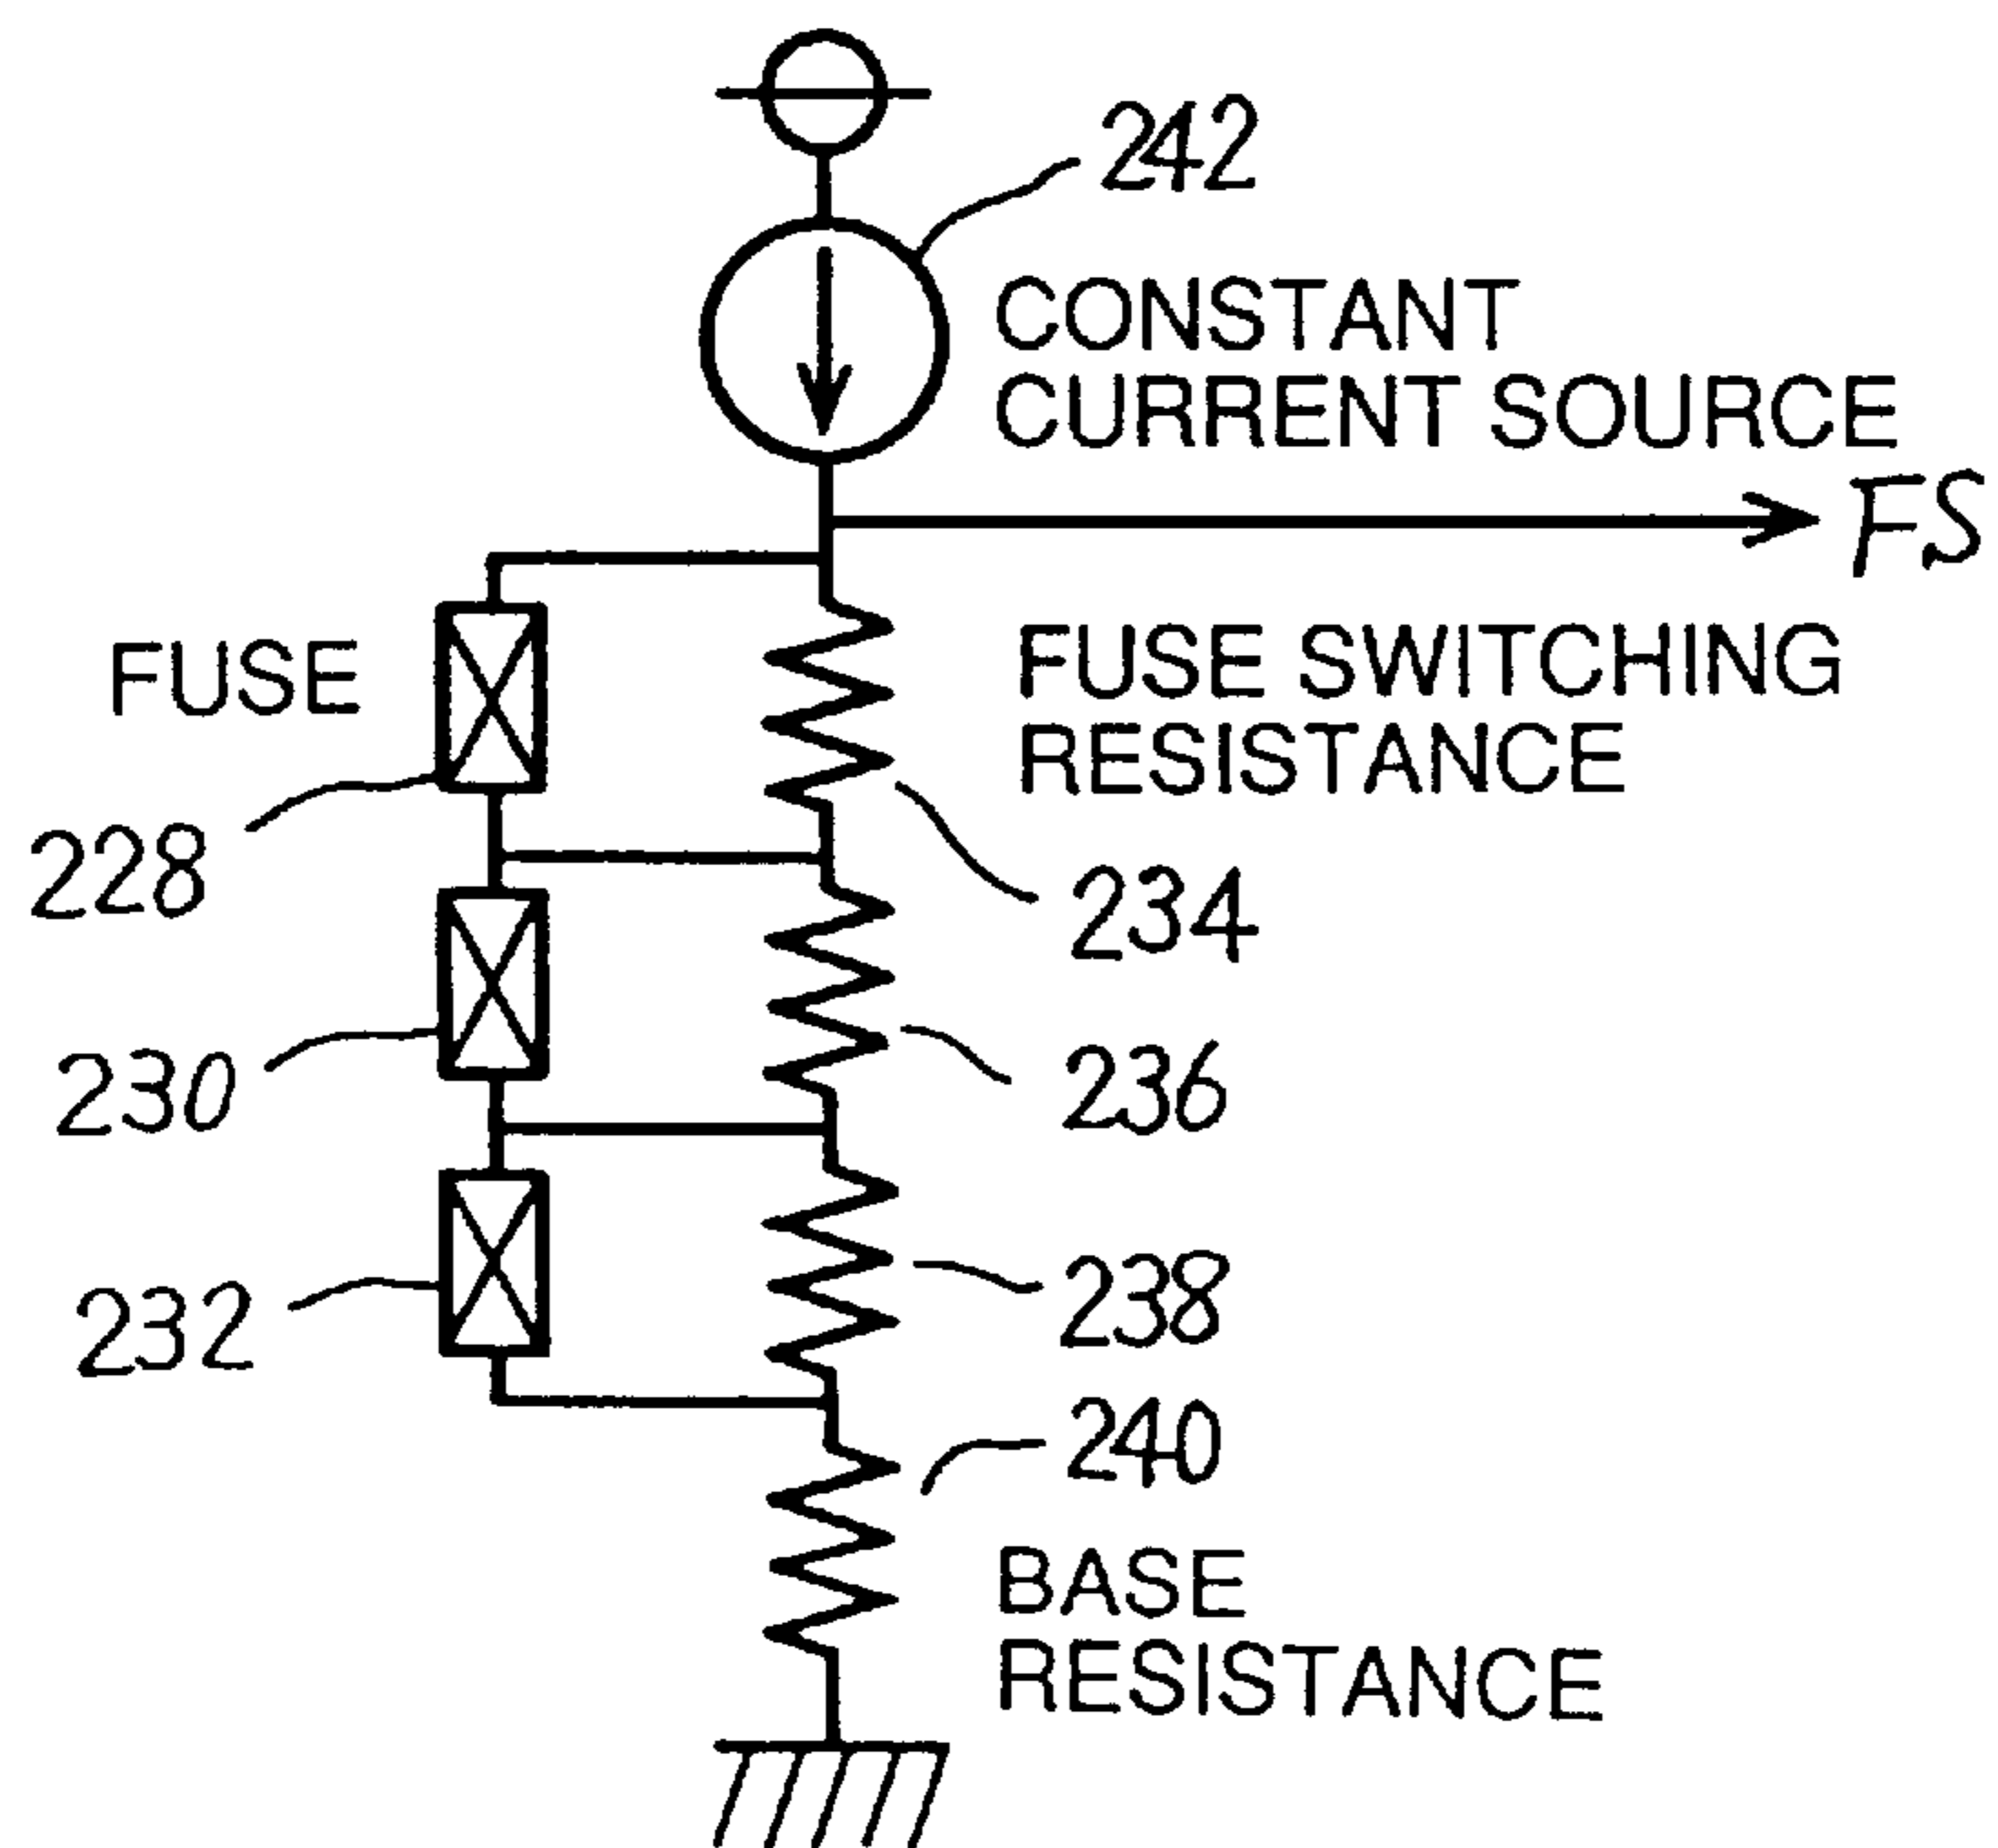 242
CONSTANT
CURRENT SOURCE
FS
FUSE
FUSE SWITCHING
RESISTANCE
228
234
230
236
232
238
240
BASE
RESISTANCE